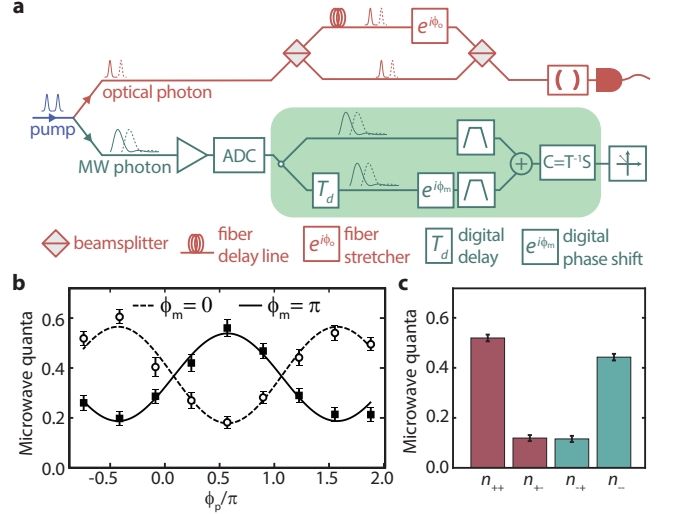 a
e^{iϕ_o}
optical photon
( )
pump
MW photon
ADC
T_d
e^{iϕ_m}
+
C=T⁻¹S
beamsplitter
fiber
delay line
e^{iϕ_o}
fiber
stretcher
T_d
digital
delay
e^{iϕ_m}
digital
phase shift
b
ϕ_m = 0
ϕ_m = π
Microwave quanta
0.6
0.4
0.2
0.0
-0.5
0.0
0.5
1.0
1.5
2.0
ϕ_p/π
c
Microwave quanta
0.6
0.4
0.2
0.0
n_{++}
n_{+-}
n_{-+}
n_{--}